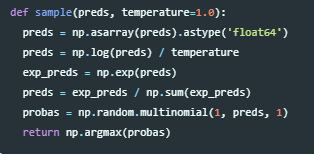 def sample(preds, temperature=1.0):
  preds = np.asarray(preds).astype('float64')
  preds = np.log(preds) / temperature
  exp_preds = np.exp(preds)
  preds = exp_preds / np.sum(exp_preds)
  probas = np.random.multinomial(1, preds, 1)
  return np.argmax(probas)